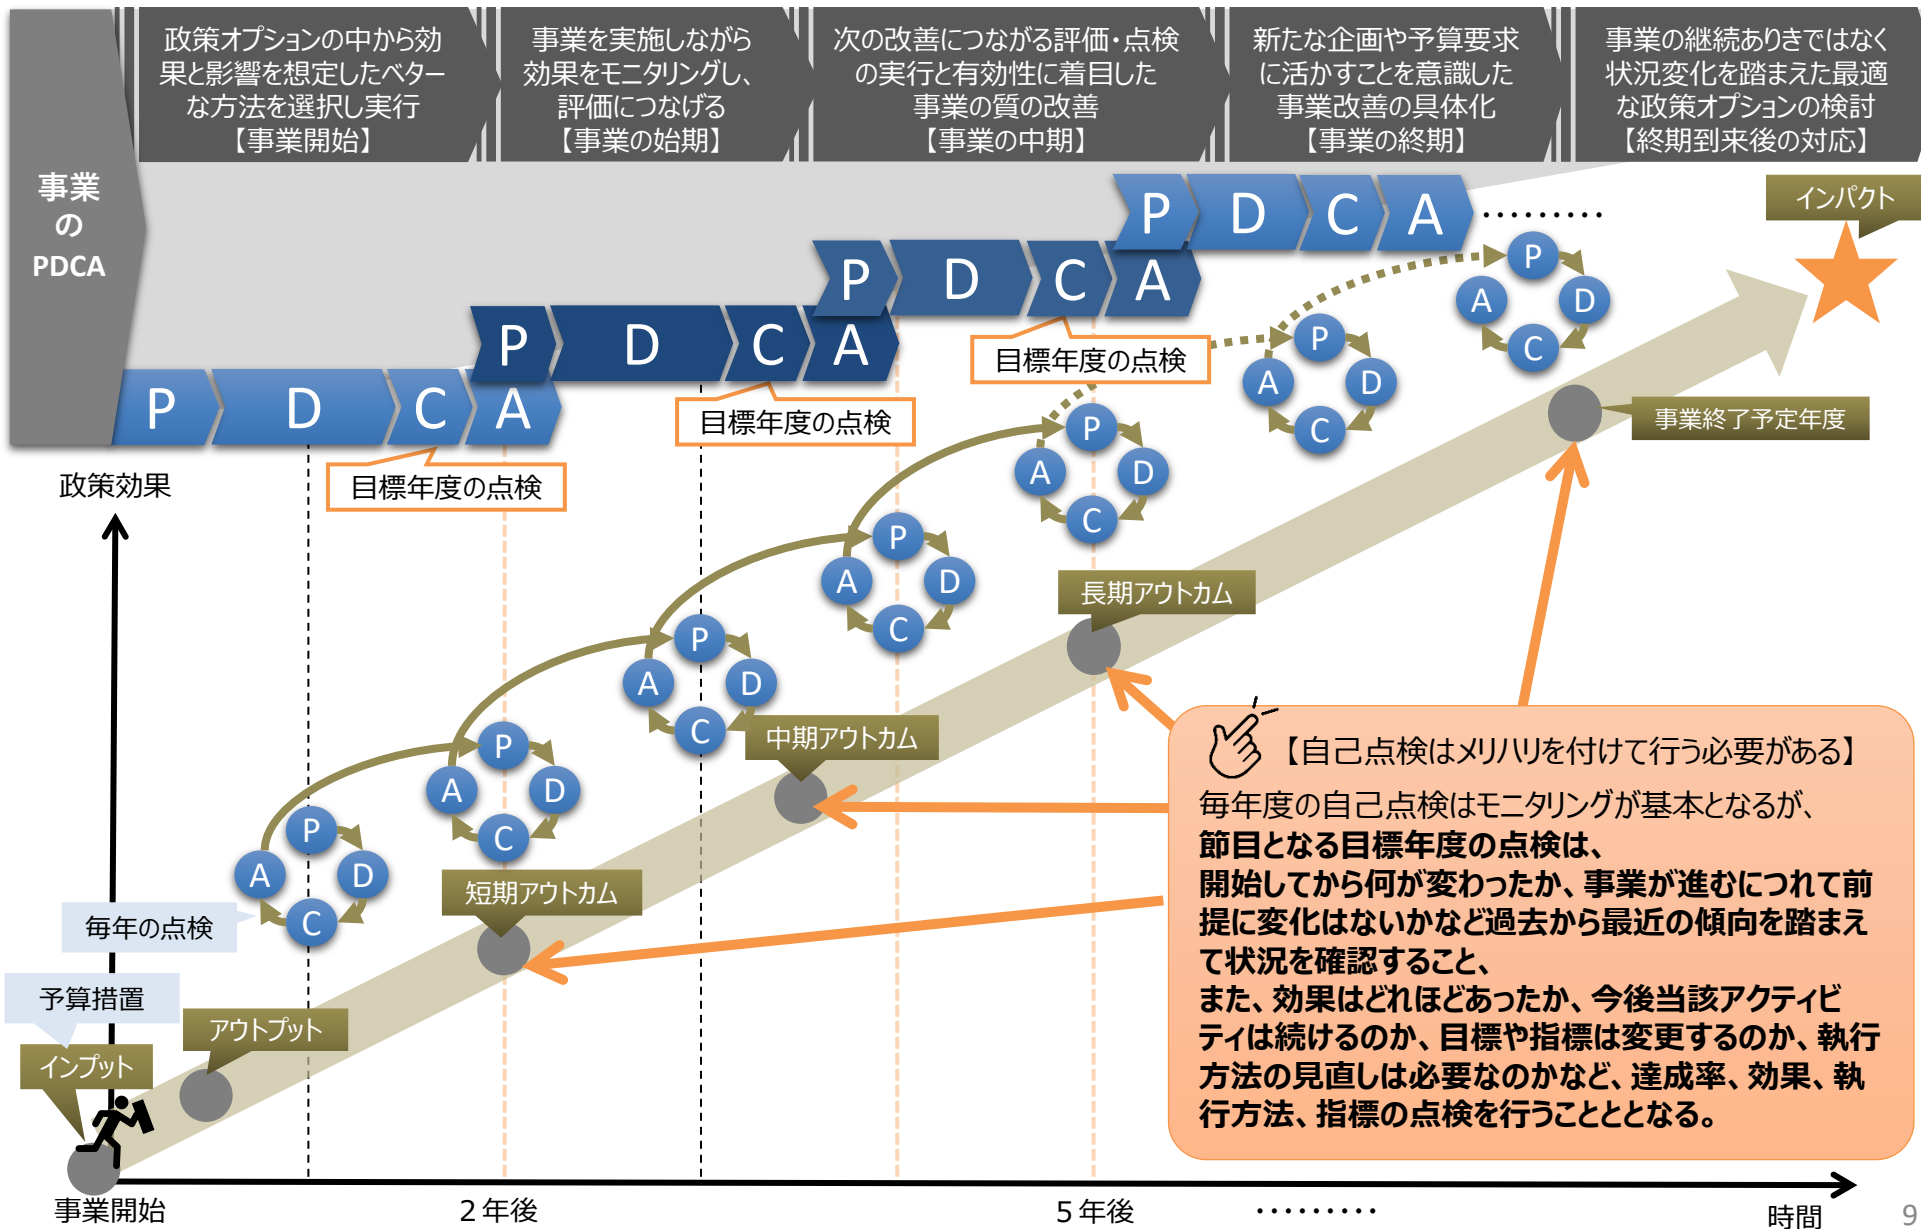 政策オプションの中から効
果と影響を想定したベター
な方法を選択し実行
【事業開始】
事業を実施しながら
効果をモニタリングし、
評価につなげる
【事業の始期】
次の改善につながる評価・点検
の実行と有効性に着目した
事業の質の改善
【事業の中期】
新たな企画や予算要求
に活かすことを意識した
事業改善の具体化
【事業の終期】
事業の継続ありきではなく
状況変化を踏まえた最適
な政策オプションの検討
【終期到来後の対応】
事業
の
PDCA
P D C A ………
インパクト
P D C A
P D C A
P D C A
目標年度の点検
目標年度の点検
目標年度の点検
P D C A
P D C A
P D C A
P D C A
P D C A
P D C A
P D C A
事業終了予定年度
政策効果
長期アウトカム
中期アウトカム
短期アウトカム
毎年の点検
予算措置
アウトプット
インプット
【自己点検はメリハリを付けて行う必要がある】
毎年度の自己点検はモニタリングが基本となるが、
節目となる目標年度の点検は、
開始してから何が変わったか、事業が進むにつれて前
提に変化はないかなど過去から最近の傾向を踏まえ
て状況を確認すること、
また、効果はどれほどあったか、今後当該アクティビ
ティは続けるのか、目標や指標は変更するのか、執行
方法の見直しは必要なのかなど、達成率、効果、執
行方法、指標の点検を行うことととなる。
事業開始
２年後
５年後
………
時間
9